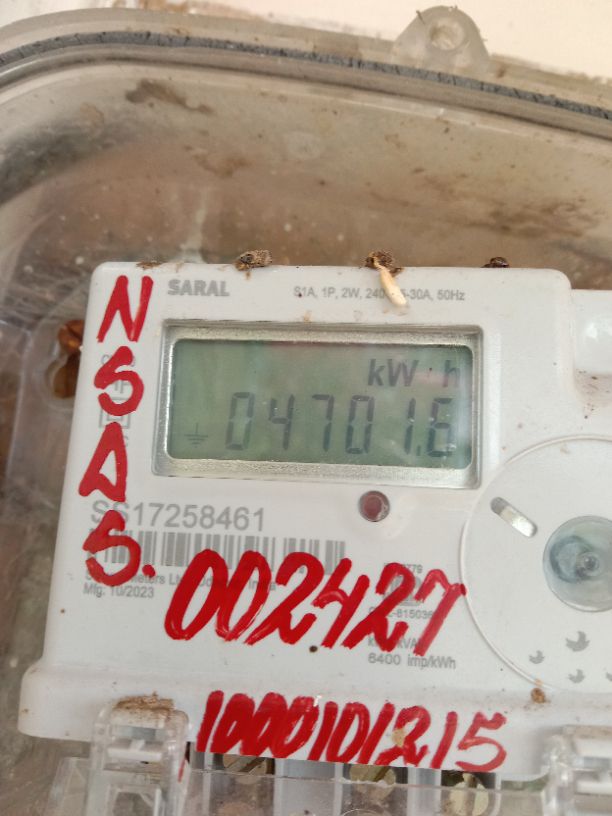 SARAL
S1A, 1P, 2W, 240
-30A, 50Hz
kW h
04701.6
NSA5.
SS17258461
Mfg: 10/2023
002427
6400 imp/kWh
1000101215